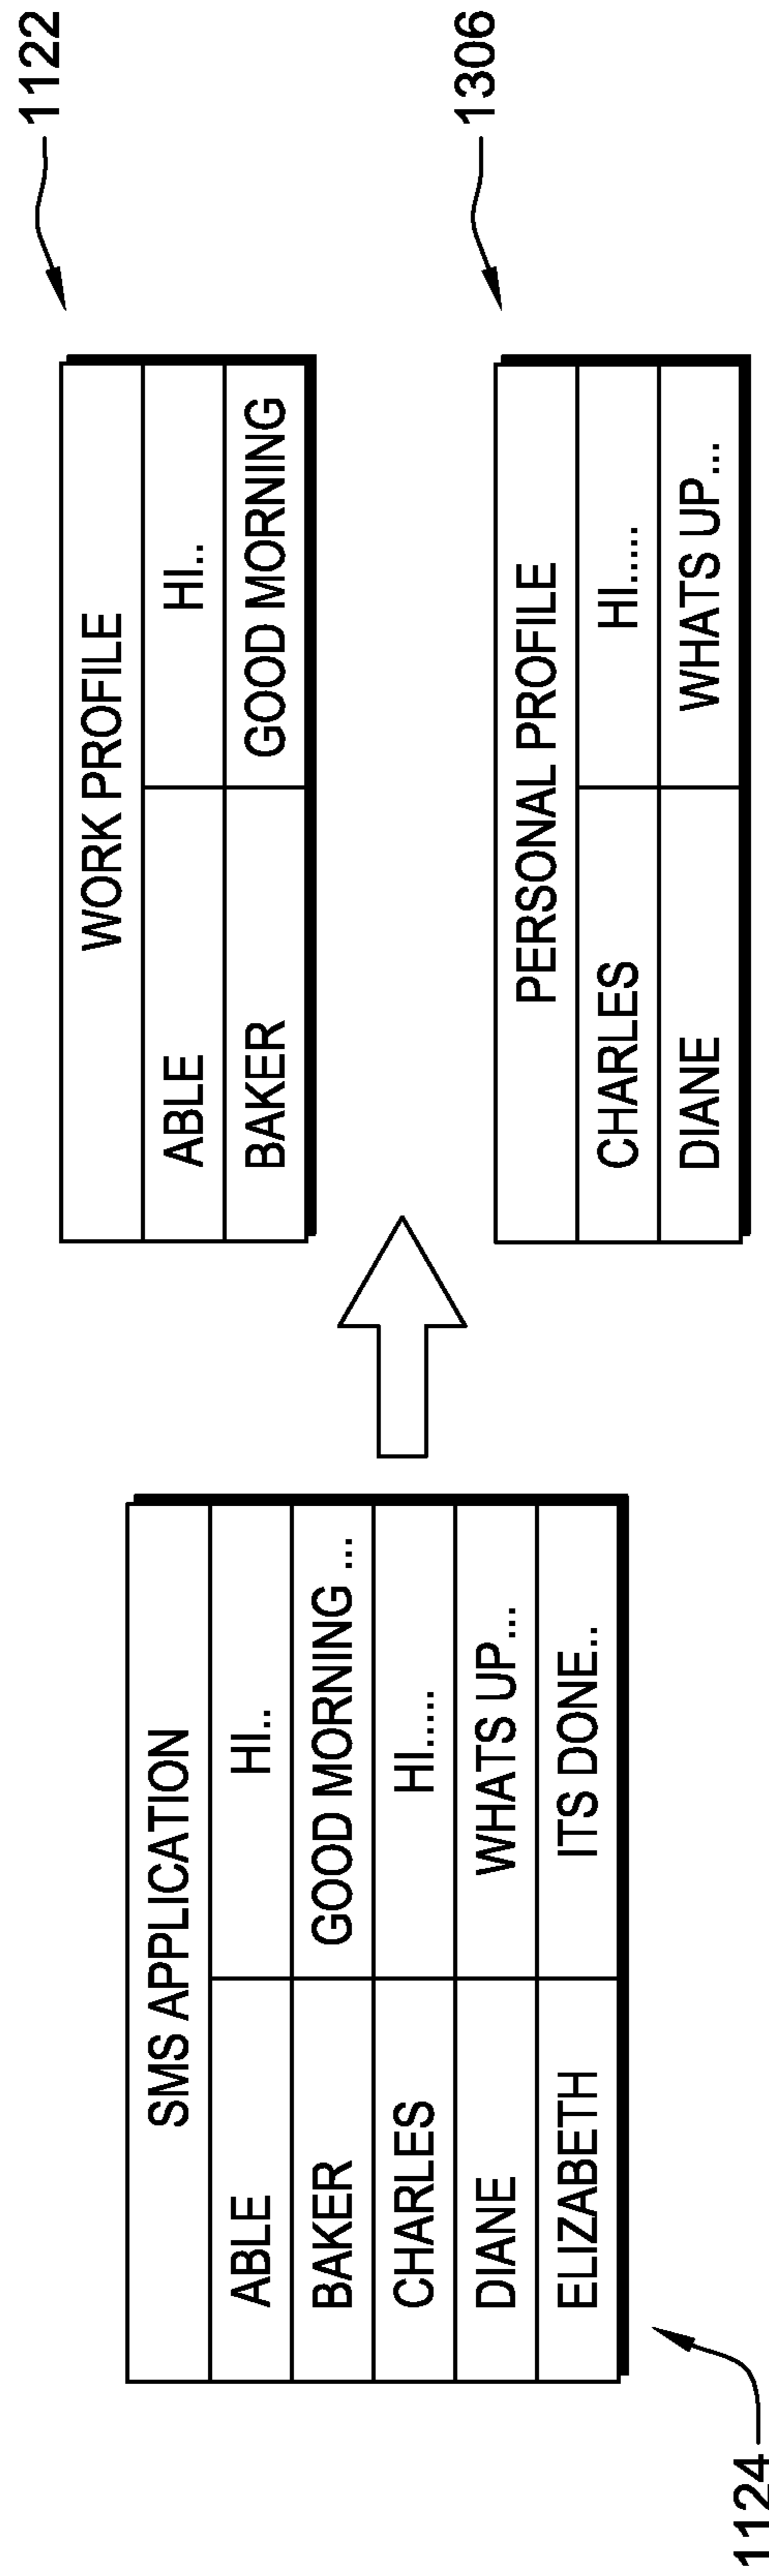 SMS APPLICATION
ABLE HI..
BAKER GOOD MORNING ...
CHARLES HI.....
DIANE WHATS UP...
ELIZABETH ITS DONE..
1124
WORK PROFILE
ABLE HI..
BAKER GOOD MORNING
1122
PERSONAL PROFILE
CHARLES HI.....
DIANE WHATS UP...
1306